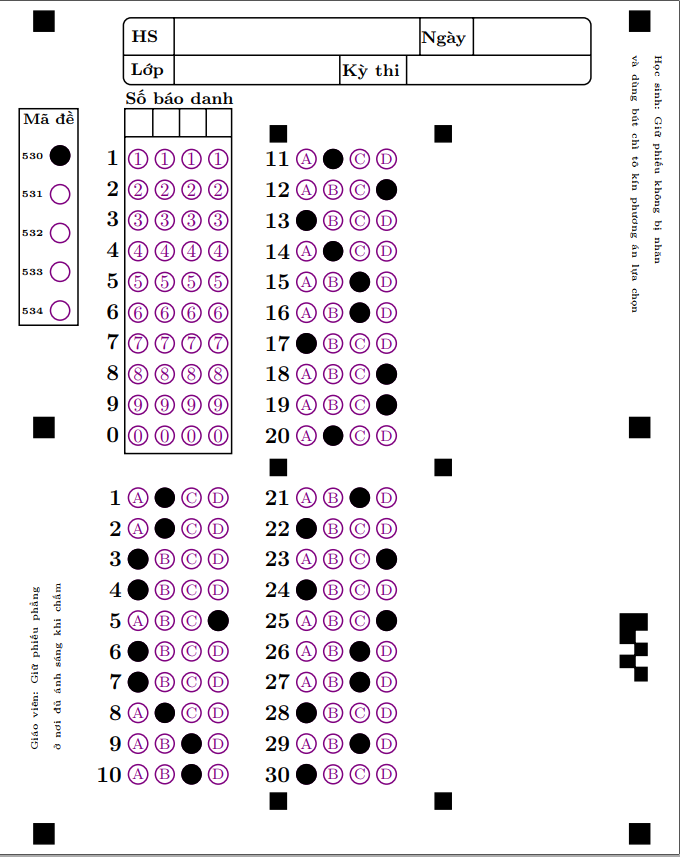 HS
Ngày
Lớp
Kỳ thi
Học sinh: Giữ phiếu không bị nhăn
và dùng bút chì tô kín phương án lựa chọn
Mã đề
530
531
532
533
534
Số báo danh
1 1 1 1 1
2 2 2 2 2
3 3 3 3 3
4 4 4 4 4
5 5 5 5 5
6 6 6 6 6
7 7 7 7 7
8 8 8 8 8
9 9 9 9 9
0 0 0 0 0
11 A C D
12 A B C
13 B C D
14 A C D
15 A B D
16 A B D
17 B C D
18 A B C
19 A B C
20 A C D
1 A C D
2 A C D
3 B C D
4 B C D
5 A B C
6 B C D
7 B C D
8 A C D
9 A B D
10 A B D
21 A B D
22 B C D
23 A B C
24 B C D
25 A B C
26 A B D
27 A B D
28 B C D
29 A B D
30 B C D
Giáo viên: Giữ phiếu phẳng
ở nơi đủ ánh sáng khi chấm